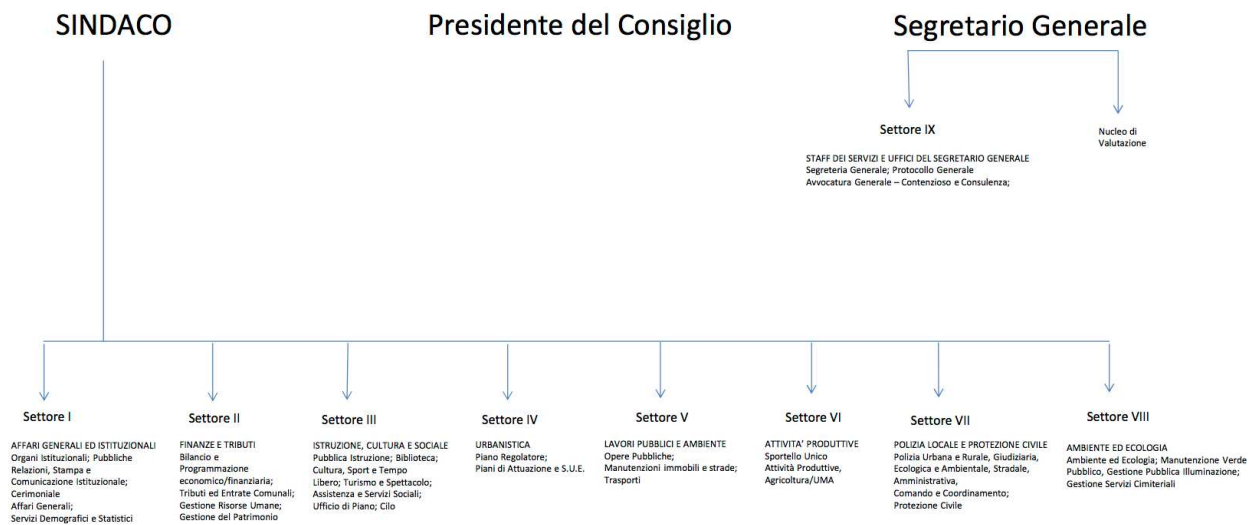 SINDACO
Presidente del Consiglio
Segretario Generale
Settore IX
STAFF DEI SERVIZI E UFFICI DEL SEGRETARIO GENERALE
Segreteria Generale; Protocollo Generale
Avvocatura Generale – Contenzioso e Consulenza;
Nucleo di
Valutazione
Settore I
AFFARI GENERALI ED ISTITUZIONALI
Organi Istituzionali; Pubbliche
Relazioni, Stampa e
Comunicazione Istituzionale;
Cerimoniale
Affari Generali;
Servizi Demografici e Statistici
Settore II
FINANZE E TRIBUTI
Bilancio e
Programmazione
economico/finanziaria;
Tributi ed Entrate Comunali;
Gestione Risorse Umane;
Gestione del Patrimonio
Settore III
ISTRUZIONE, CULTURA E SOCIALE
Pubblica Istruzione; Biblioteca;
Cultura, Sport e Tempo
Libero; Turismo e Spettacolo;
Assistenza e Servizi Sociali;
Ufficio di Piano; Cilo
Settore IV
URBANISTICA
Piano Regolatore;
Piani di Attuazione e S.U.E.
Settore V
LAVORI PUBBLICI E AMBIENTE
Opere Pubbliche;
Manutenzioni immobili e strade;
Trasporti
Settore VI
ATTIVITA’ PRODUTTIVE
Sportello Unico
Attività Produttive,
Agricoltura/UMA
Settore VII
POLIZIA LOCALE E PROTEZIONE CIVILE
Polizia Urbana e Rurale, Giudiziaria,
Ecologica e Ambientale, Stradale,
Amministrativa,
Comando e Coordinamento;
Protezione Civile
Settore VIII
AMBIENTE ED ECOLOGIA
Ambiente ed Ecologia; Manutenzione Verde
Pubblico, Gestione Pubblica Illuminazione;
Gestione Servizi Cimiteriali